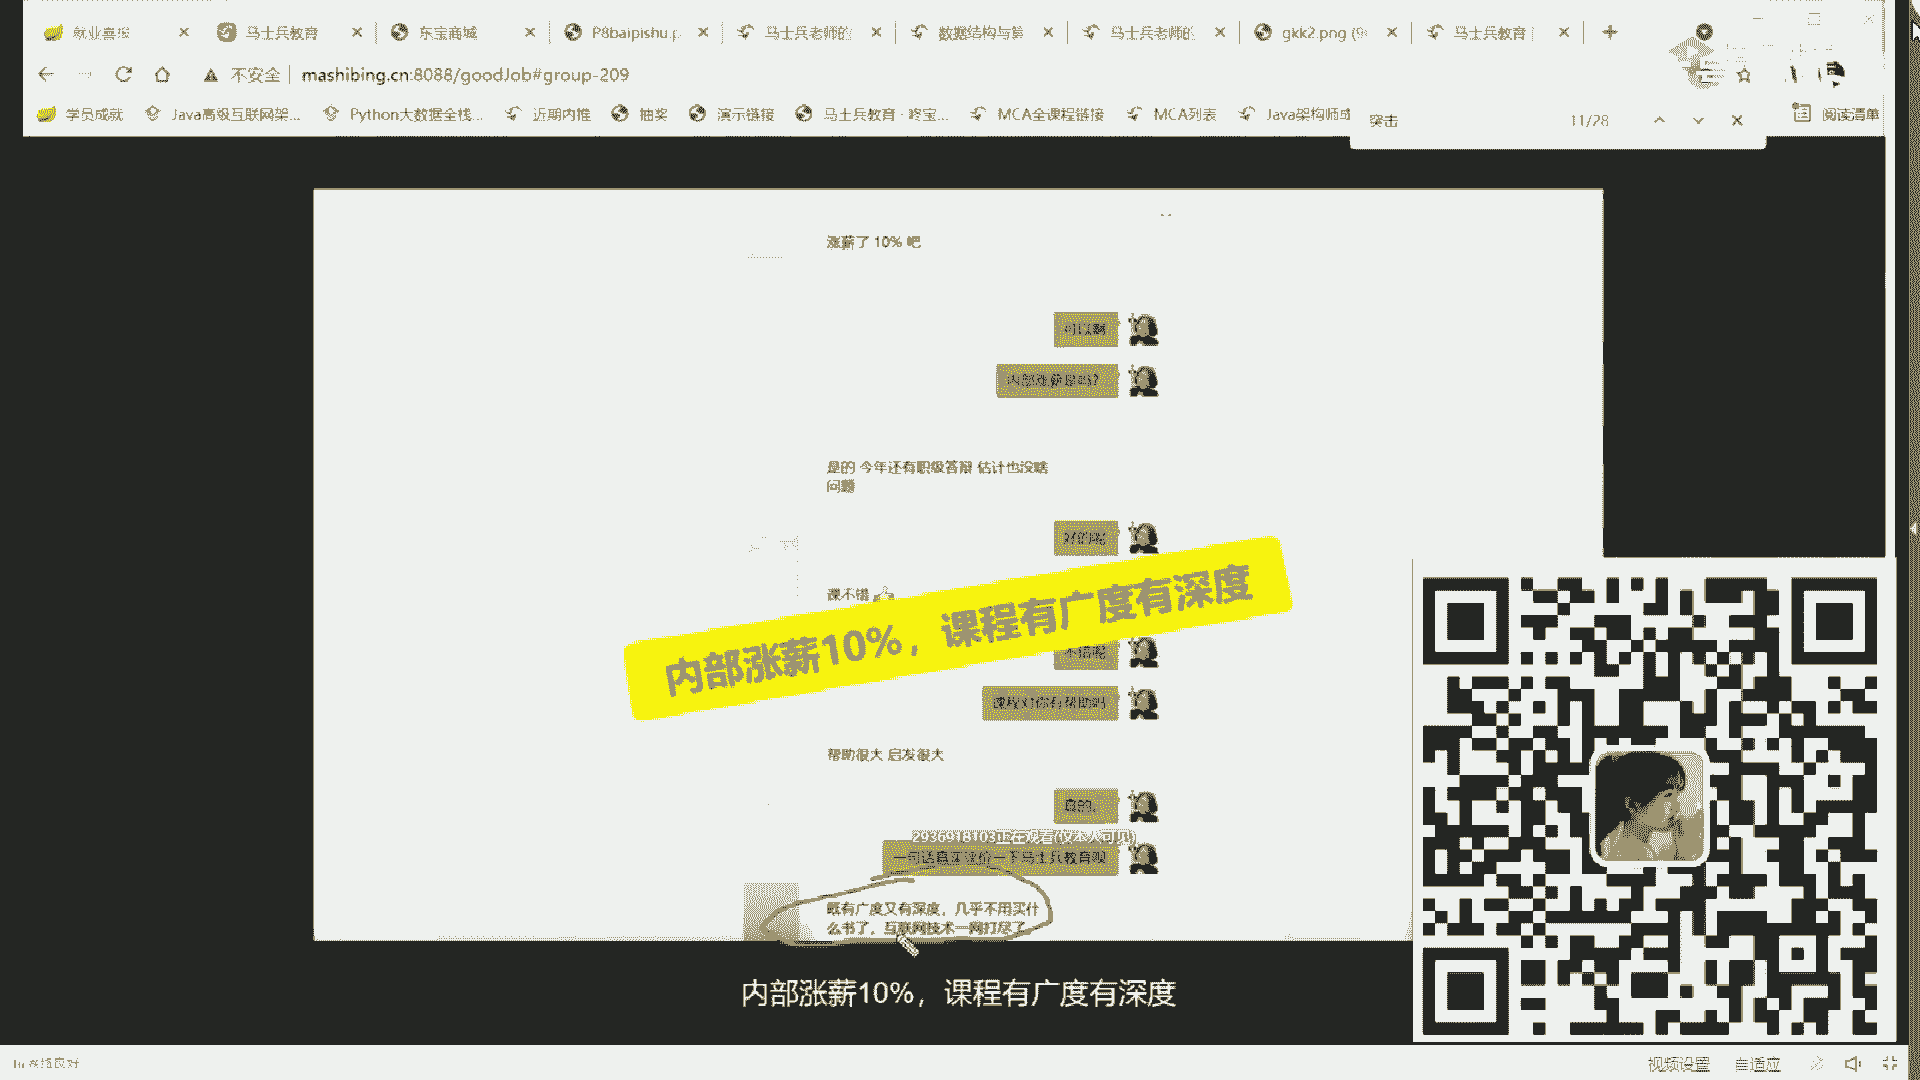 就业喜报
马士兵教育
东宝商城
P8baipishu.p
马士兵老师的
数据结构与算
马士兵老师的
gkk2.png (9
马士兵教育
不安全
mashibing.cn:8088/goodJob#group-209
学员成就
Java高级互联网架...
Python大数据全栈...
近期内推
抽奖
演示链接
马士兵教育 - 咚宝...
MCA全课程链接
MCA列表
Java架构师成
阅读清单
突击
11/28
涨薪了 10% 吧
可以啊
内部涨薪是吗?
是的 今年还有职级答辩 估计也没啥
问题
好的呢
课不错
不错呢
课程对你有帮助吗
帮助很大 启发很大
真的,
2936918103正在观看(仅本人可见)
一句话真实评价一下马士兵教育呗
既有广度又有深度，几乎不用买什
么书了，互联网技术一网打尽了
内部涨薪10%，课程有广度有深度
内部涨薪10%，课程有广度有深度
网络良好
视频设置
自适应